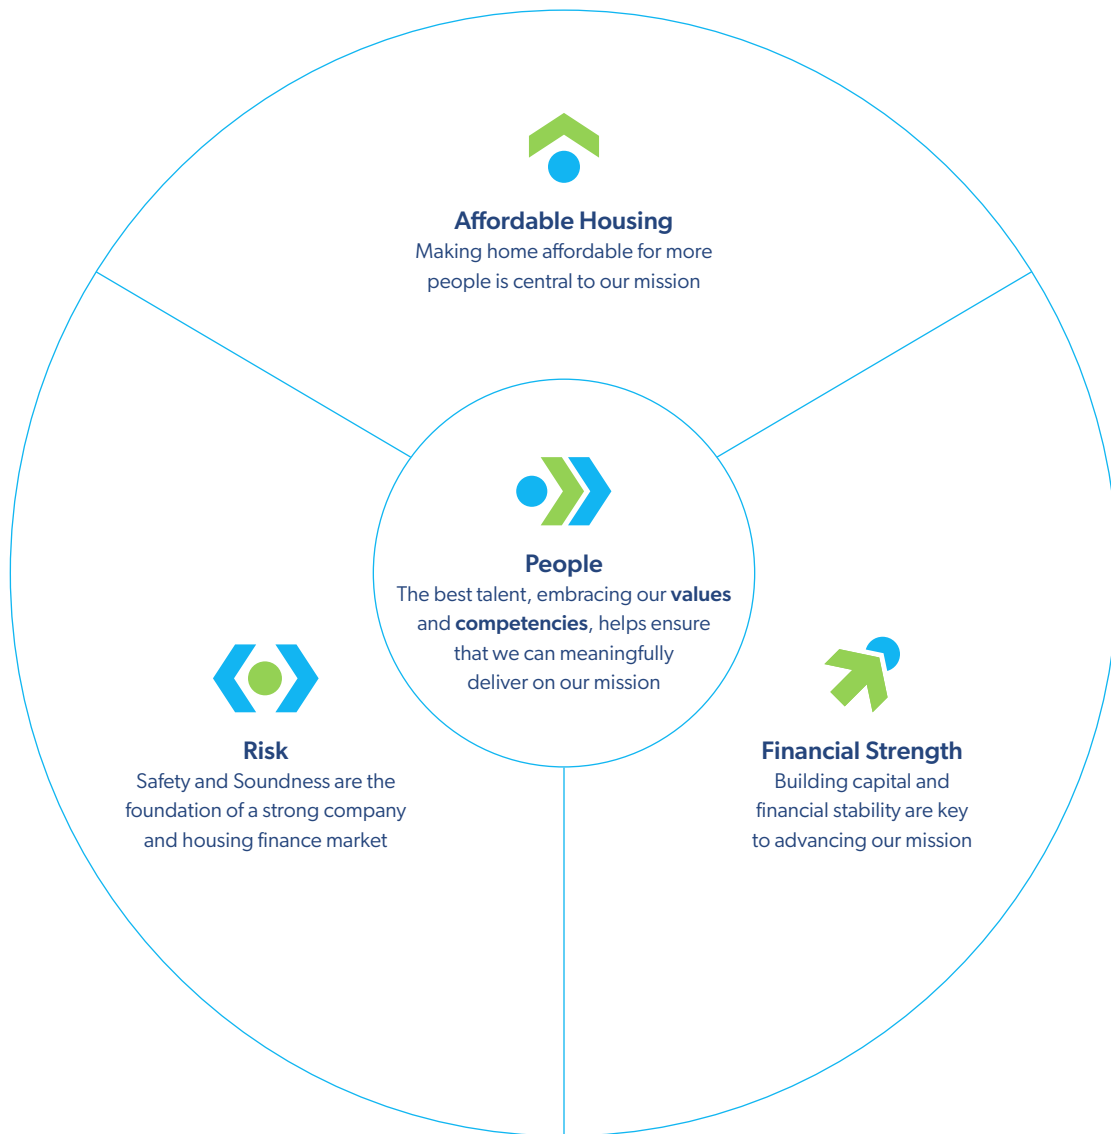 Affordable Housing
Making home affordable for more
people is central to our mission
People
The best talent, embracing our values
and competencies, helps ensure
that we can meaningfully
deliver on our mission
Risk
Safety and Soundness are the
foundation of a strong company
and housing finance market
Financial Strength
Building capital and
financial stability are key
to advancing our mission